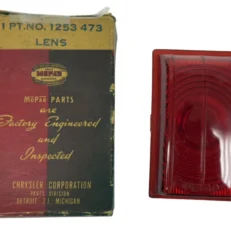 1 PT. NO. 1253 473
LENS
MOPAR
MOPAR PARTS
are
Factory Engineered
and
Inspected
CHRYSLER CORPORATION
PARTS DIVISION
DETROIT 31, MICHIGAN